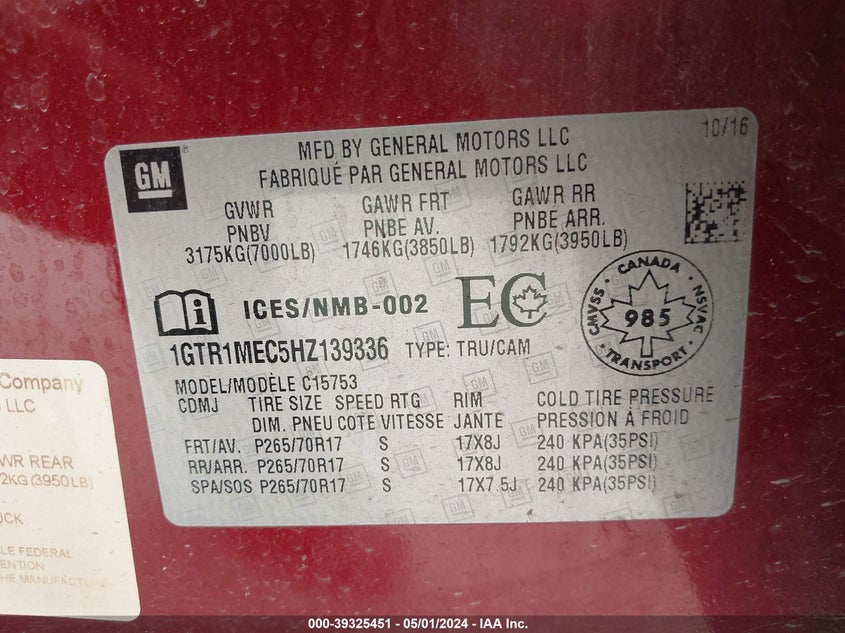 10/16
GM
MFD BY GENERAL MOTORS LLC
FABRIQUÉ PAR GENERAL MOTORS LLC
GVWR GAWR FRT GAWR RR
PNBV PNBE AV. PNBE ARR.
3175KG(7000LB) 1746KG(3850LB) 1792KG(3950LB)
i ICES/NMB-002 EC
CANADA
CMVSS 985 NSVAC
1GTR1MEC5HZ139336 TYPE: TRU/CAM
MODEL/MODÈLE C15753
CDMJ TIRE SIZE SPEED RTG RIM COLD TIRE PRESSURE
DIM. PNEU COTE VITESSE JANTE PRESSION À FROID
FRT/AV. P265/70R17 S 17X8J 240 KPA(35PSI)
RR/ARR. P265/70R17 S 17X8J 240 KPA(35PSI)
SPA/SOS P265/70R17 S 17X7.5J 240 KPA(35PSI)
Company
LLC
WR REAR
2KG(3950LB)
UCK
LE FEDERAL
ENTION
HE MANUFACTURE
000-39325451 - 05/01/2024 - IAA Inc.